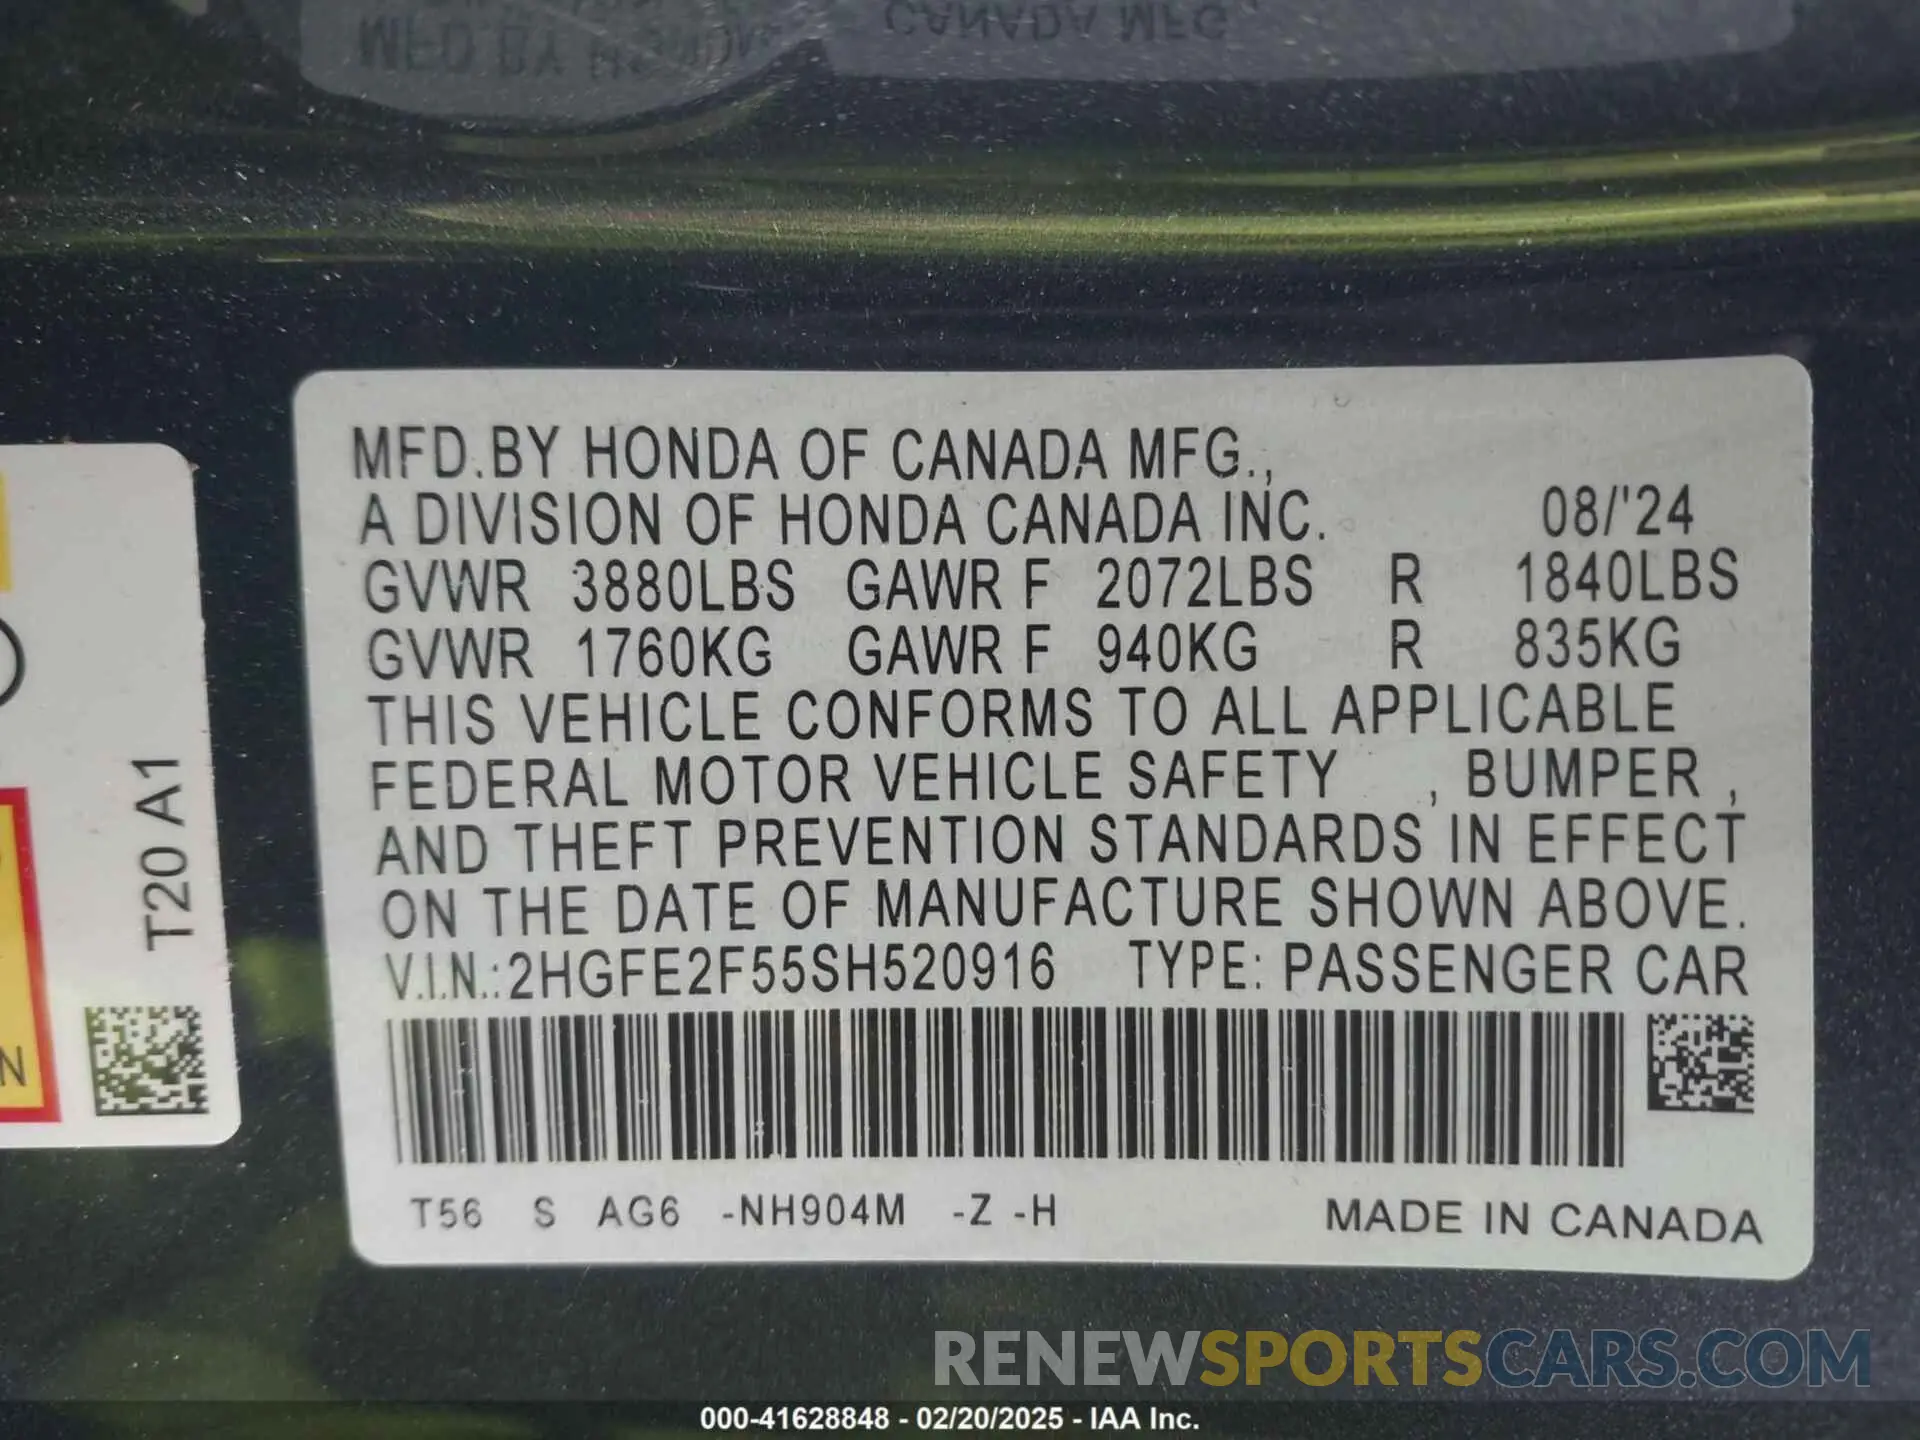 MFD.BY HONDA OF CANADA MFG.,
A DIVISION OF HONDA CANADA INC. 08/'24
GVWR 3880LBS GAWR F 2072LBS R 1840LBS
GVWR 1760KG GAWR F 940KG R 835KG
THIS VEHICLE CONFORMS TO ALL APPLICABLE
FEDERAL MOTOR VEHICLE SAFETY , BUMPER ,
AND THEFT PREVENTION STANDARDS IN EFFECT
ON THE DATE OF MANUFACTURE SHOWN ABOVE.
V.I.N.:2HGFE2F55SH520916 TYPE: PASSENGER CAR
T56 S AG6 -NH904M -Z -H MADE IN CANADA
T20 A1
N
RENEWSPORTSCARS.COM
000-41628848 - 02/20/2025 - IAA Inc.